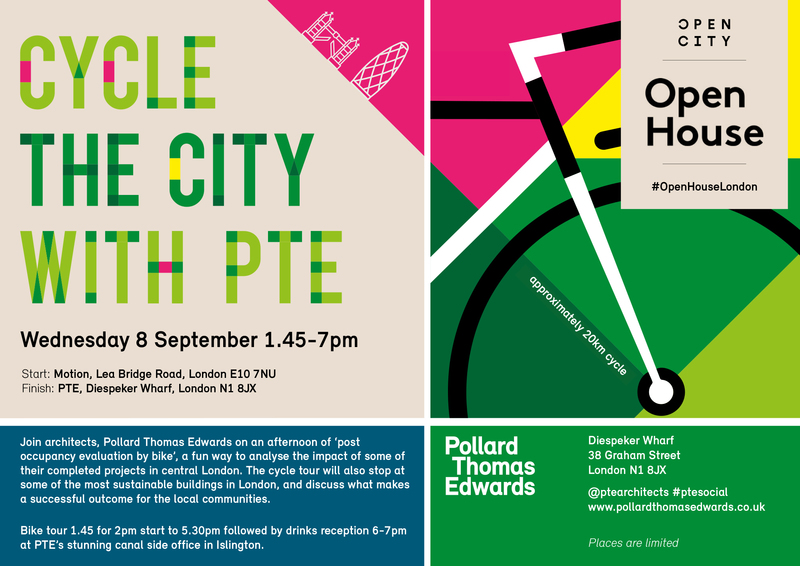 CYCLE
THE CITY
WITH PTE
Wednesday 8 September 1.45-7pm
Start: Motion, Lea Bridge Road, London E10 7NU
Finish: PTE, Diespeker Wharf, London N1 8JX
OPEN
CITY
Open
House
#OpenHouseLondon
approximately 20km cycle
Join architects, Pollard Thomas Edwards on an afternoon of ‘post
occupancy evaluation by bike’, a fun way to analyse the impact of some of
their completed projects in central London. The cycle tour will also stop at
some of the most sustainable buildings in London, and discuss what makes
a successful outcome for the local communities.
Bike tour 1.45 for 2pm start to 5.30pm followed by drinks reception 6-7pm
at PTE’s stunning canal side office in Islington.
Pollard
Thomas
Edwards
Diespeker Wharf
38 Graham Street
London N1 8JX
@ptearchitects #ptesocial
www.pollardthomasedwards.co.uk
Places are limited